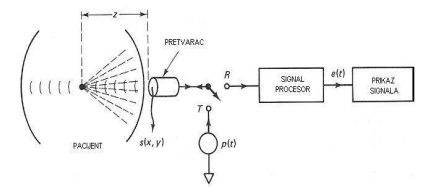 z
PRETVARAC
R
SIGNAL
PROCESOR
e(t)
PRIKAZ
SIGNALA
T
PACIJENT
s(x, y)
p(t)